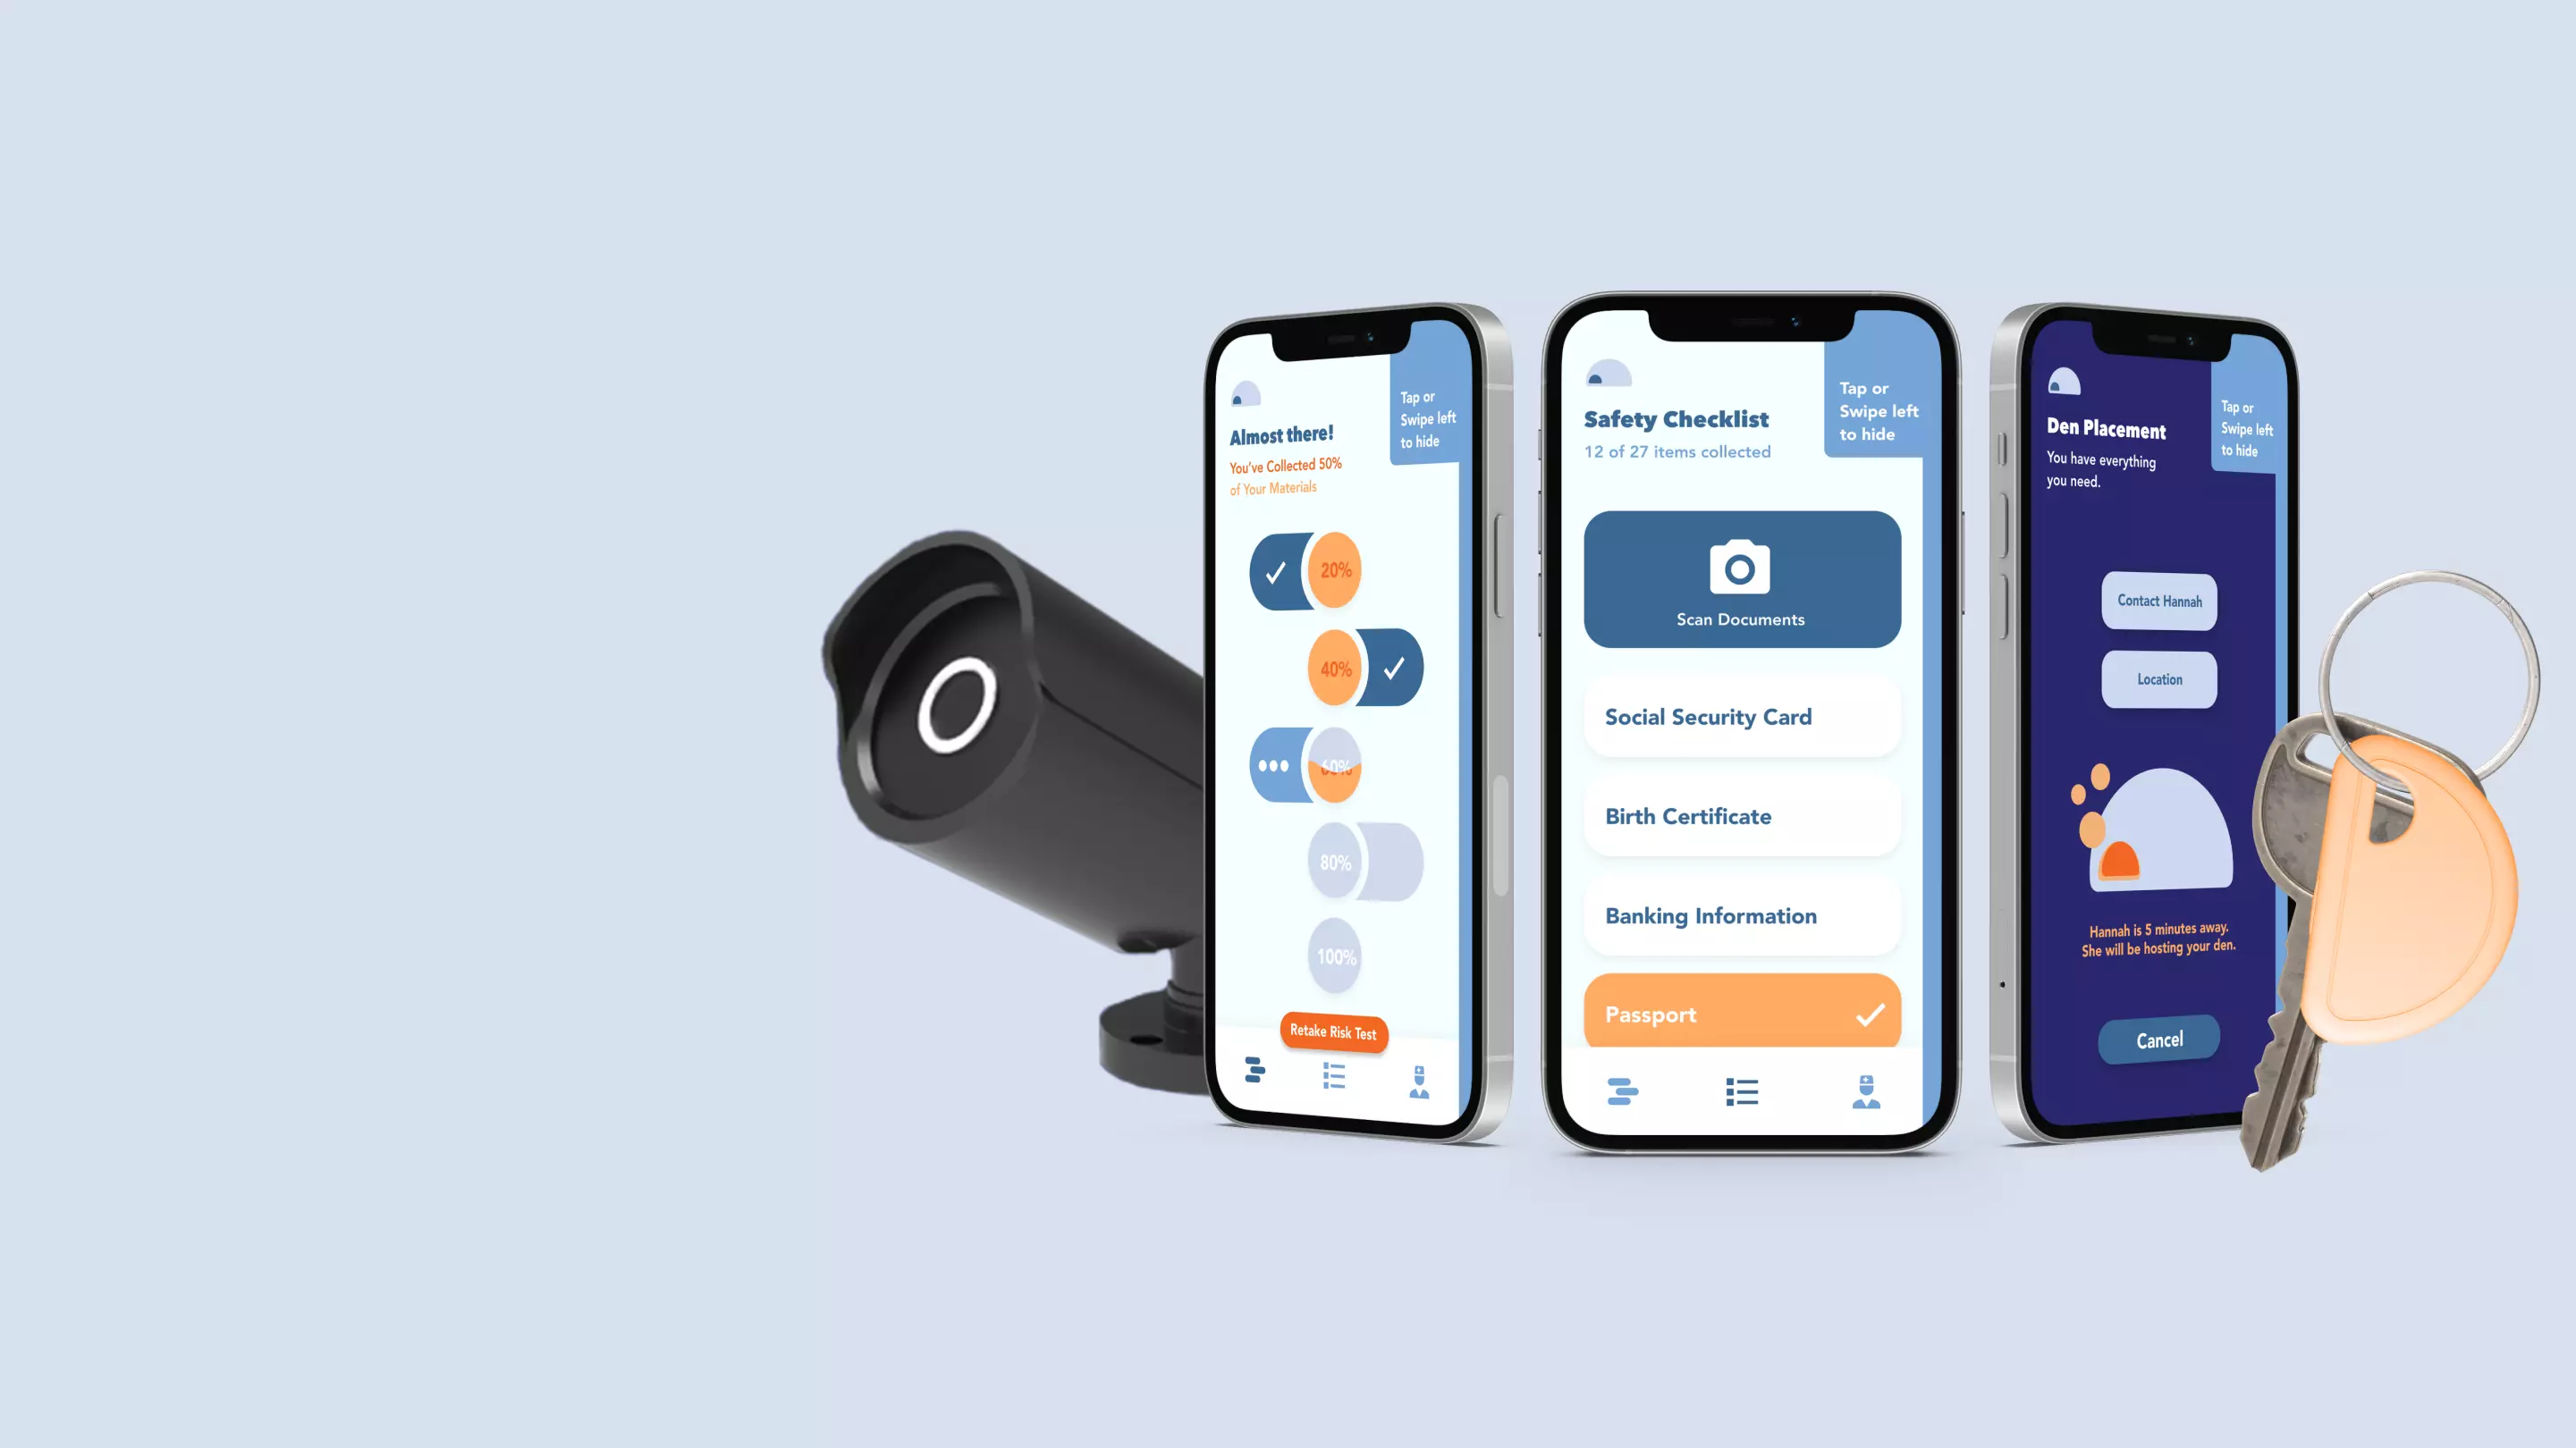 Almost there!
You've Collected 50%
of Your Materials
Tap or
Swipe left
to hide
20%
40%
60%
80%
100%
Retake Risk Test
Safety Checklist
12 of 27 items collected
Tap or
Swipe left
to hide
Scan Documents
Social Security Card
Birth Certificate
Banking Information
Passport
Den Placement
You have everything
you need.
Tap or
Swipe left
to hide
Contact Hannah
Location
Hannah is 5 minutes away.
She will be hosting your den.
Cancel